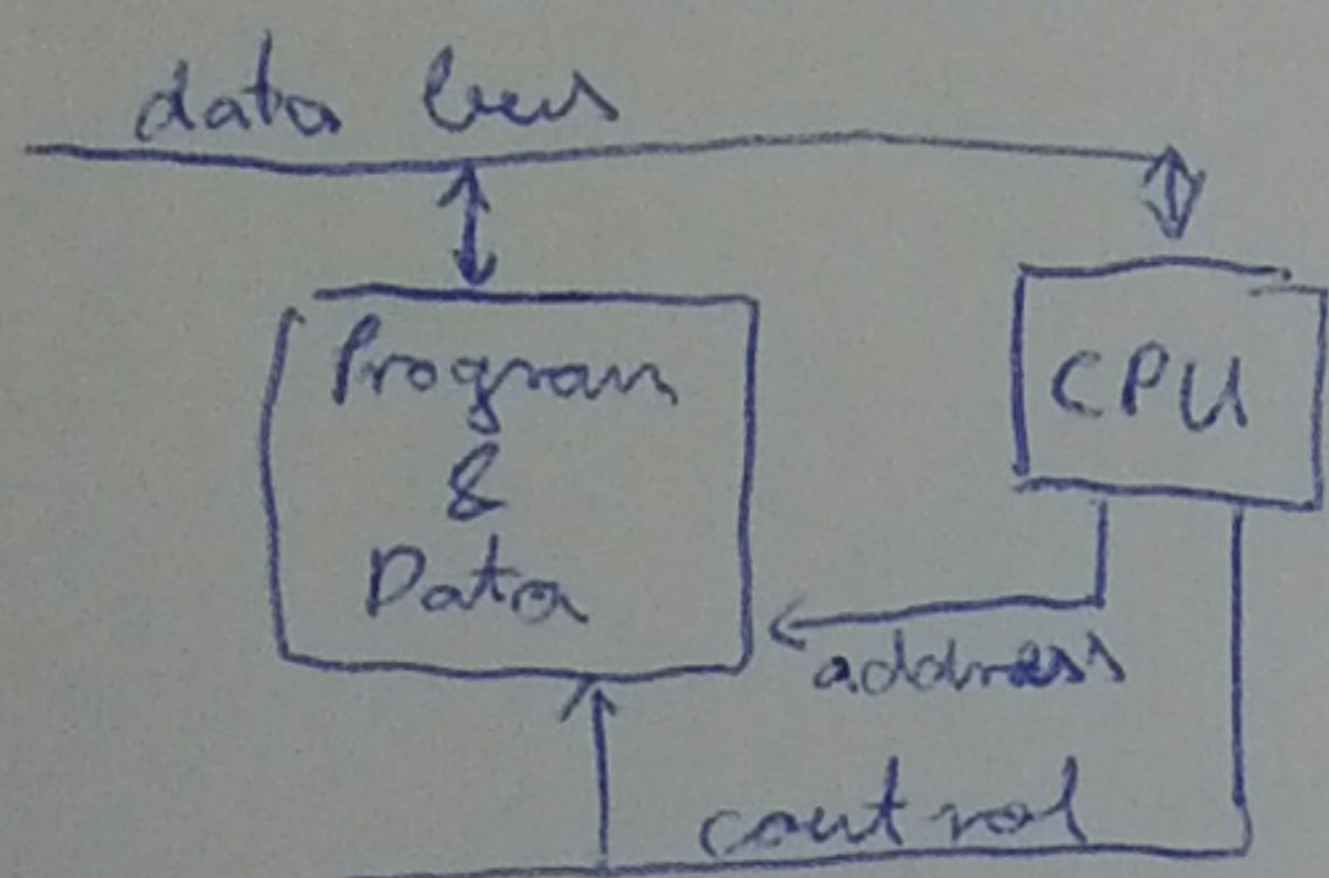 data bus
Program
&
Data
CPU
address
control